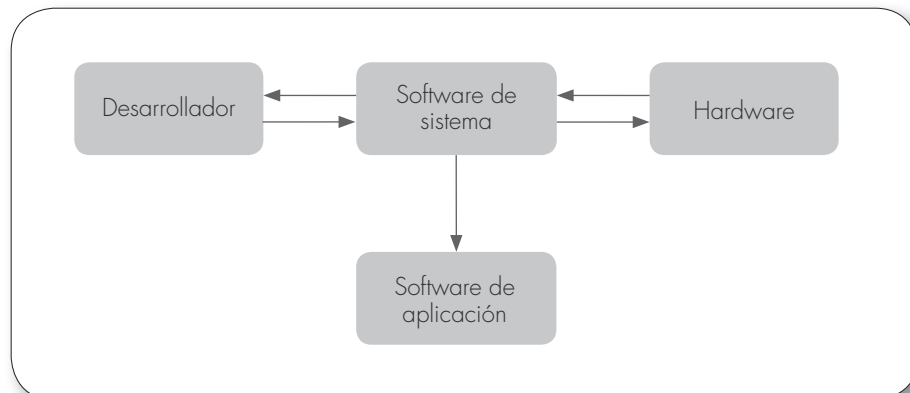 Desarrollador
Software de
sistema
Hardware
Software de
aplicación